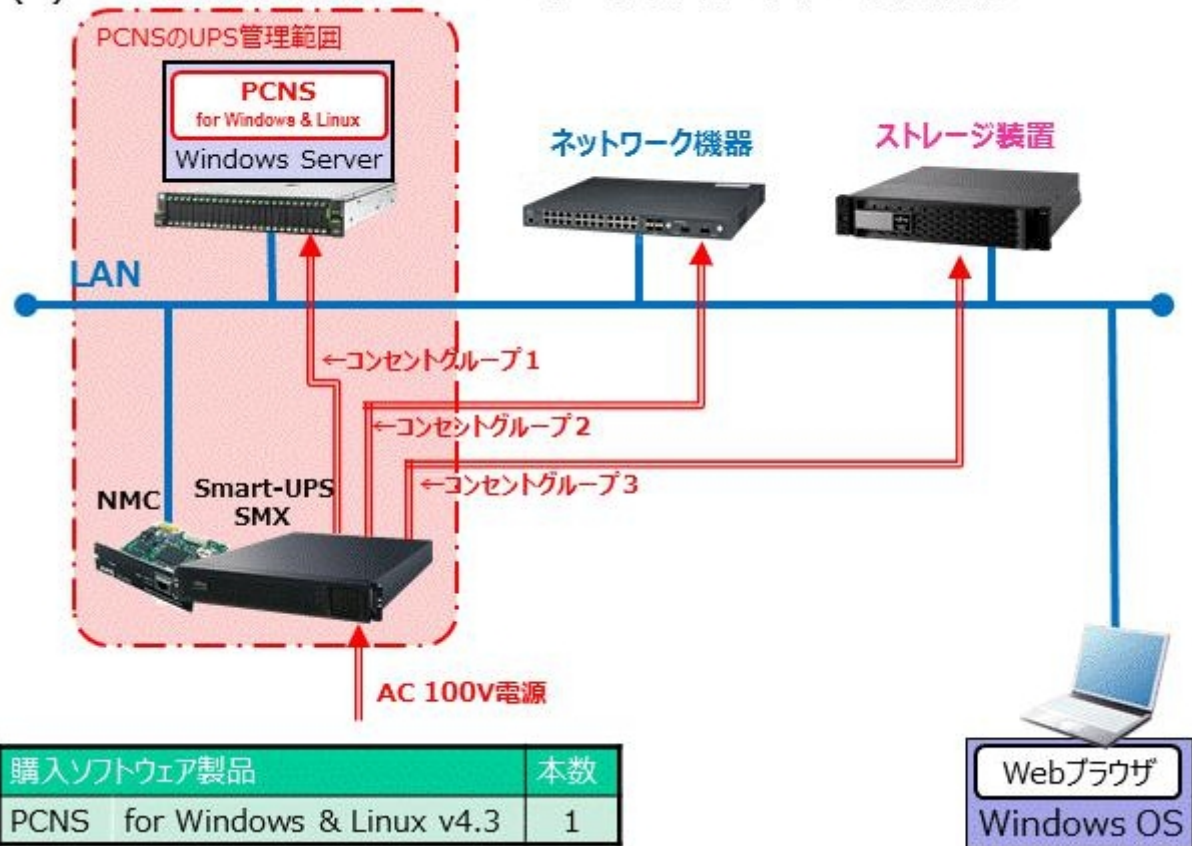 PCNSのUPS管理範囲
PCNS
for Windows & Linux
Windows Server
ネットワーク機器
ストレージ装置
LAN
←コンセントグループ1
←コンセントグループ2
←コンセントグループ3
NMC
Smart-UPS
SMX
AC 100V電源
購入ソフトウェア製品 本数
PCNS for Windows & Linux v4.3 1
Webブラウザ
Windows OS